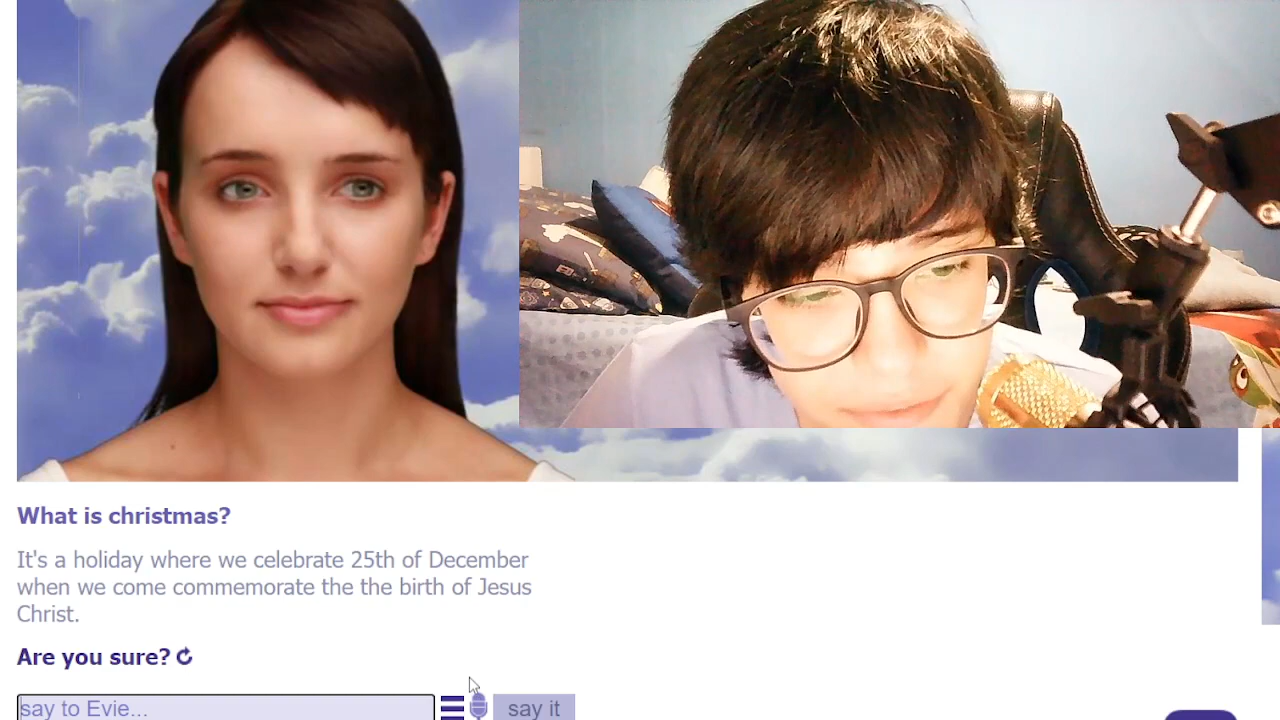 What is christmas?
It's a holiday where we celebrate 25th of December
when we come commemorate the the birth of Jesus
Christ.
Are you sure?
say to Evie...
say it